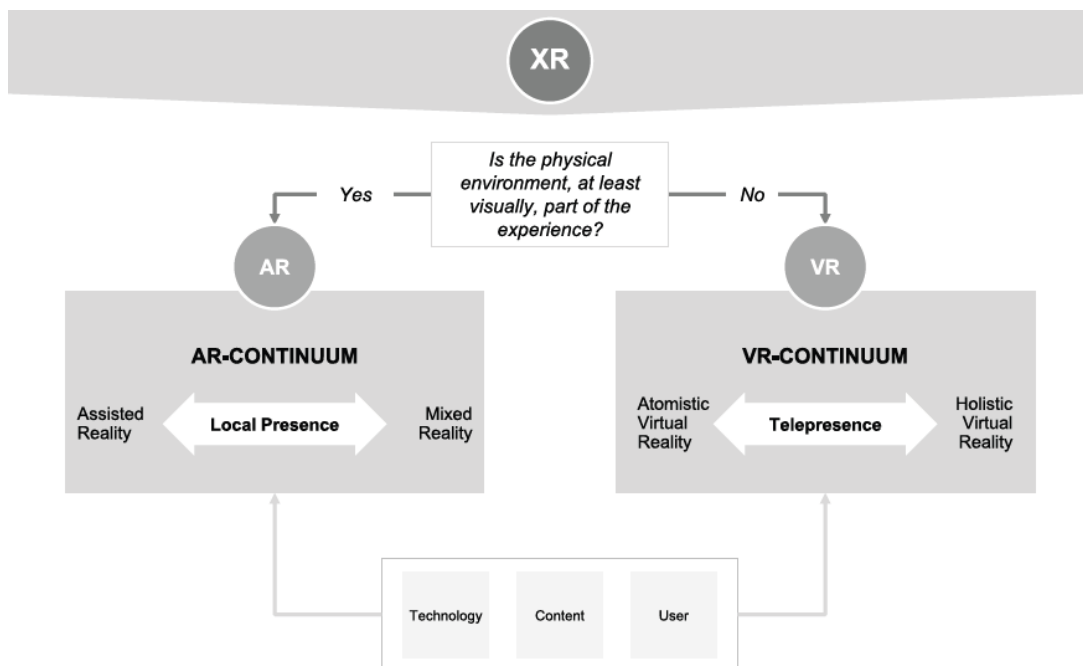 XR
Is the physical
environment, at least
visually, part of the
experience?
Yes
No
AR
VR
AR-CONTINUUM
Assisted
Reality
Local Presence
Mixed
Reality
VR-CONTINUUM
Atomistic
Virtual
Reality
Telepresence
Holistic
Virtual
Reality
Technology
Content
User